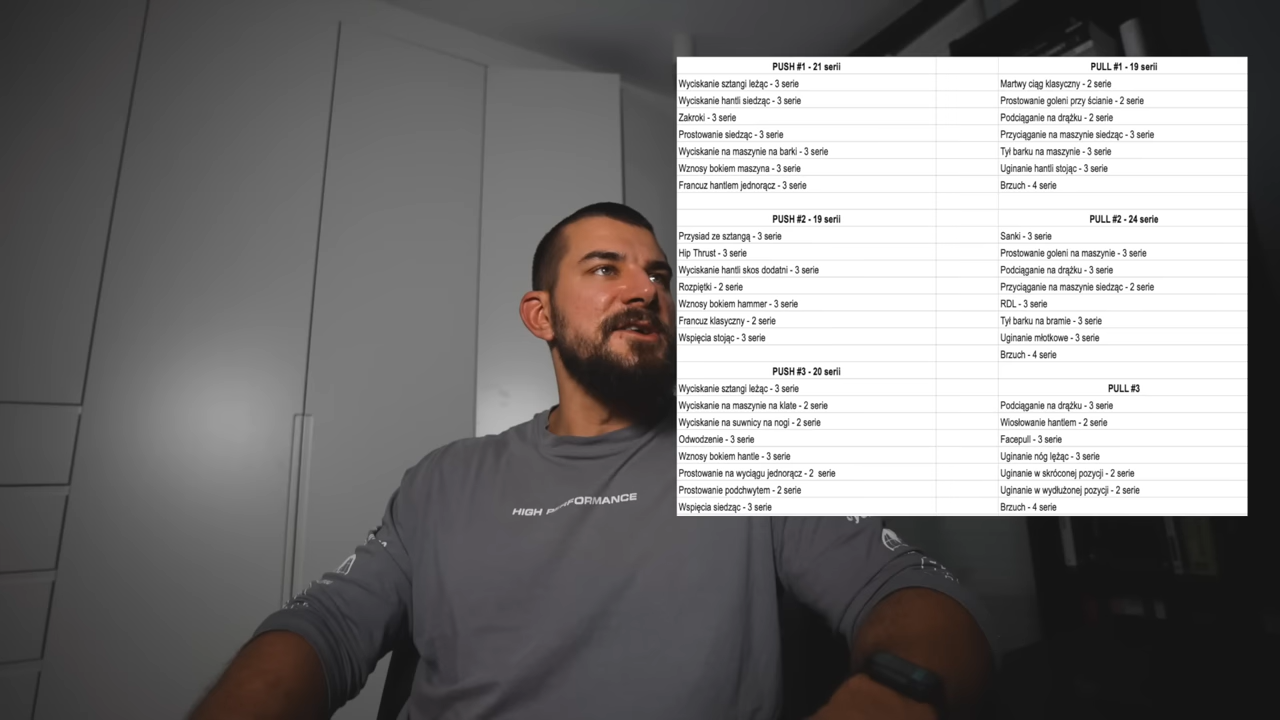 PUSH #1 - 21 serii
Wyciskanie sztangi leżąc - 3 serie
Wyciskanie hantli siedząc - 3 serie
Zakroki - 3 serie
Prostowanie siedząc - 3 serie
Wyciskanie na maszynie na barki - 3 serie
Wznosy bokiem maszyna - 3 serie
Francuz hantlem jednorącz - 3 serie
PUSH #2 - 19 serii
Przysiad ze sztangą - 3 serie
Hip Thrust - 3 serie
Wyciskanie hantli skos dodatni - 3 serie
Rozpiętki - 2 serie
Wznosy bokiem hammer - 3 serie
Francuz klasyczny - 2 serie
Wspięcia stojąc - 3 serie
PUSH #3 - 20 serii
Wyciskanie sztangi leżąc - 3 serie
Wyciskanie na maszynie na klate - 2 serie
Wyciskanie na suwnicy na nogi - 2 serie
Odwodzenie - 3 serie
Wznosy bokiem hantle - 3 serie
Prostowanie na wyciągu jednorącz - 2 serie
Prostowanie podchwytem - 2 serie
Wspięcia siedząc - 3 serie
PULL #1 - 19 serii
Martwy ciąg klasyczny - 2 serie
Prostowanie goleni przy ścianie - 2 serie
Podciąganie na drążku - 2 serie
Przyciąganie na maszynie siedząc - 3 serie
Tył barku na maszynie - 3 serie
Uginanie hantli stojąc - 3 serie
Brzuch - 4 serie
PULL #2 - 24 serie
Sanki - 3 serie
Prostowanie goleni na maszynie - 3 serie
Podciąganie na drążku - 3 serie
Przyciąganie na maszynie siedząc - 2 serie
RDL - 3 serie
Tył barku na bramie - 3 serie
Uginanie młotkowe - 3 serie
Brzuch - 4 serie
PULL #3
Podciąganie na drążku - 3 serie
Wiosłowanie hantlem - 2 serie
Facepull - 3 serie
Uginanie nóg lężąc - 3 serie
Uginanie w skróconej pozycji - 2 serie
Uginanie w wydłużonej pozycji - 2 serie
Brzuch - 4 serie
HIGH PERFORMANCE